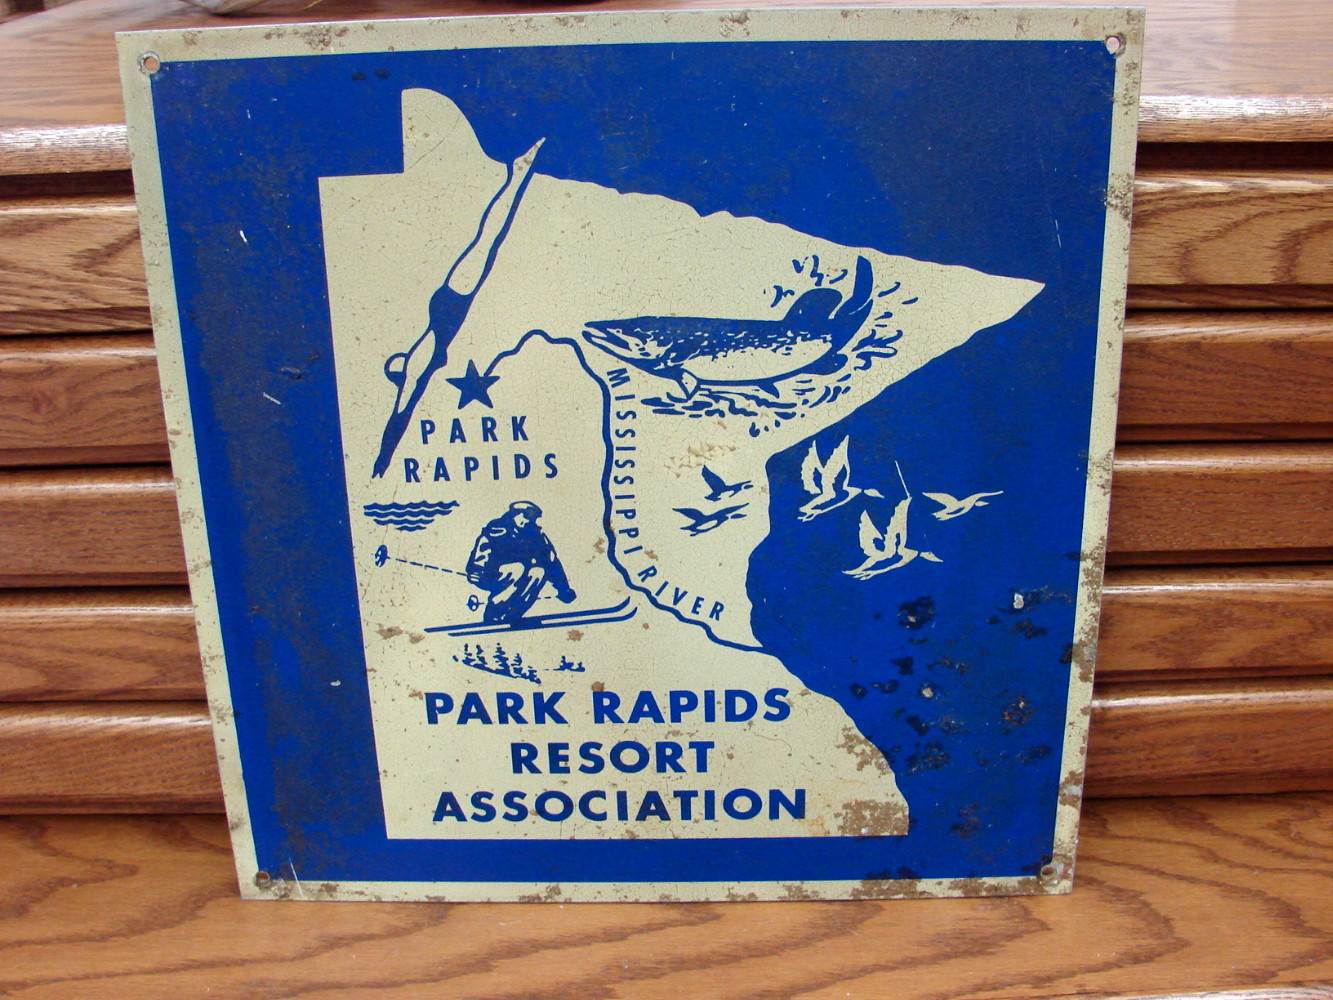 PARK
RAPIDS
MISSISSIPPI RIVER
PARK RAPIDS
RESORT
ASSOCIATION